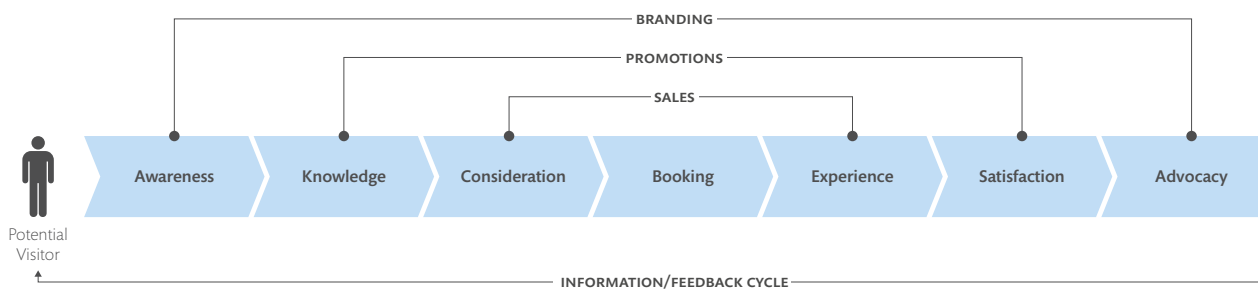 BRANDING
PROMOTIONS
SALES
Awareness
Knowledge
Consideration
Booking
Experience
Satisfaction
Advocacy
Potential
Visitor
INFORMATION/FEEDBACK CYCLE